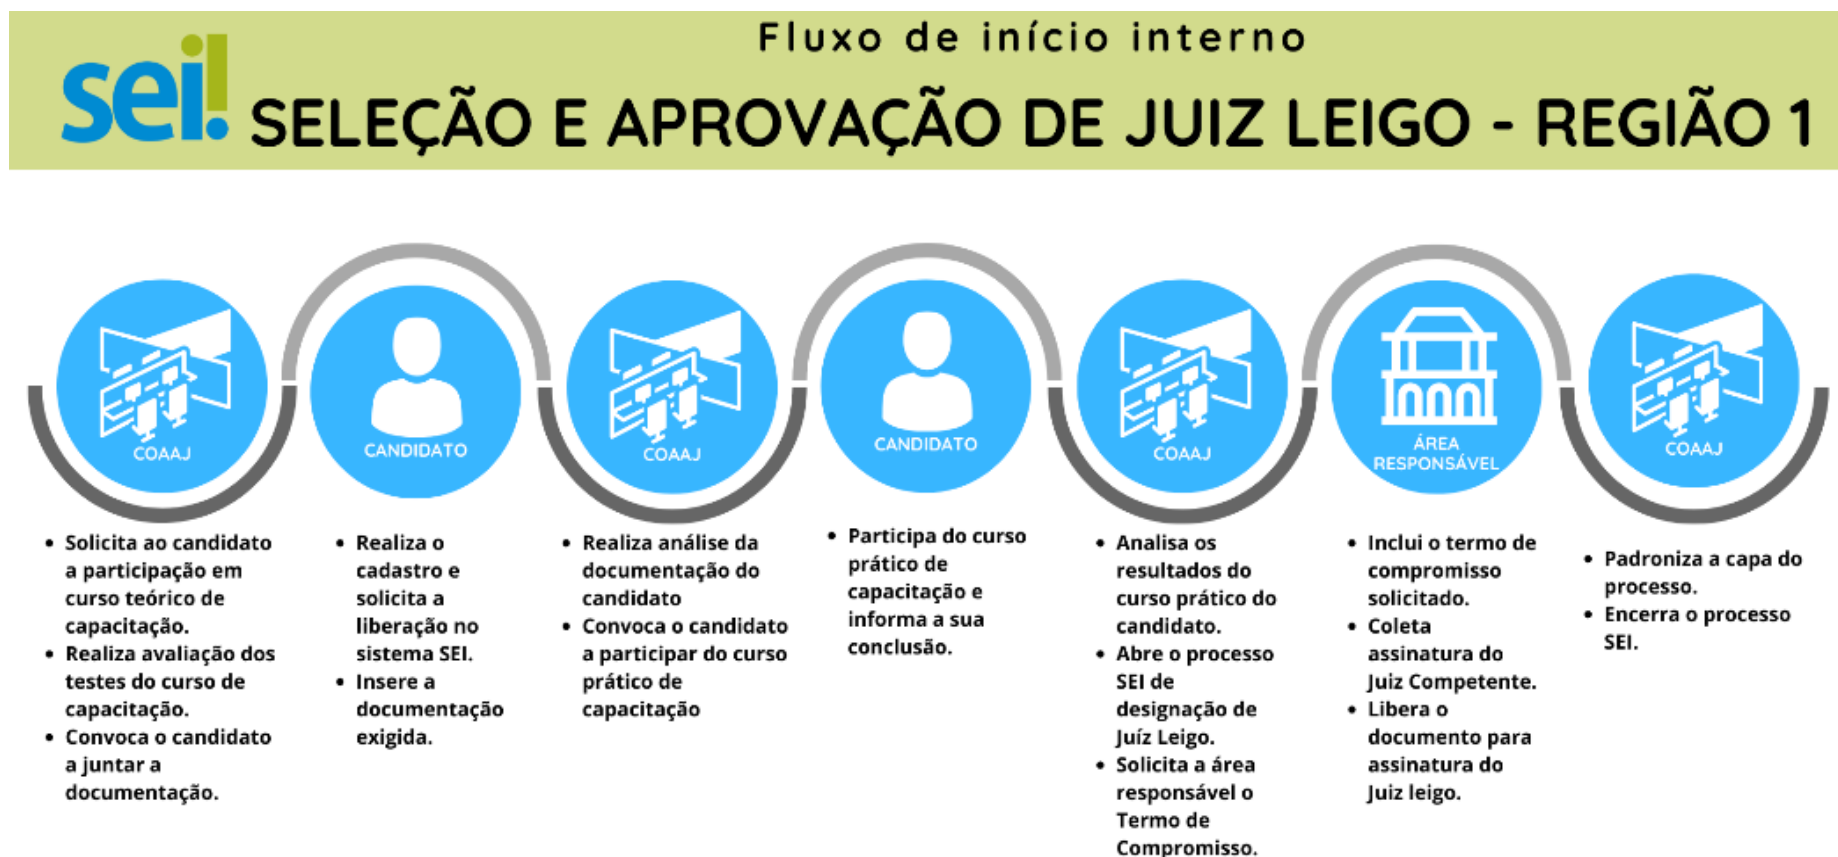 Fluxo de início interno
sei!
SELEÇÃO E APROVAÇÃO DE JUIZ LEIGO - REGIÃO 1
COAAJ
• Solicita ao candidato
a participação em
curso teórico de
capacitação.
• Realiza avaliação dos
testes do curso de
capacitação.
• Convoca o candidato
a juntar a
documentação.
CANDIDATO
• Realiza o
cadastro e
solicita a
liberação no
sistema SEI.
• Insere a
documentação
exigida.
COAAJ
• Realiza análise da
documentação do
candidato
• Convoca o candidato
a participar do curso
prático de
capacitação
CANDIDATO
• Participa do curso
prático de
capacitação e
informa a sua
conclusão.
COAAJ
• Analisa os
resultados do
curso prático do
candidato.
• Abre o processo
SEI de
designação de
Juíz Leigo.
• Solicita a área
responsável o
Termo de
Compromisso.
ÁREA
RESPONSÁVEL
• Inclui o termo de
compromisso
solicitado.
• Coleta
assinatura do
Juiz Competente.
• Libera o
documento para
assinatura do
Juiz leigo.
COAAJ
• Padroniza a capa do
processo.
• Encerra o processo
SEI.